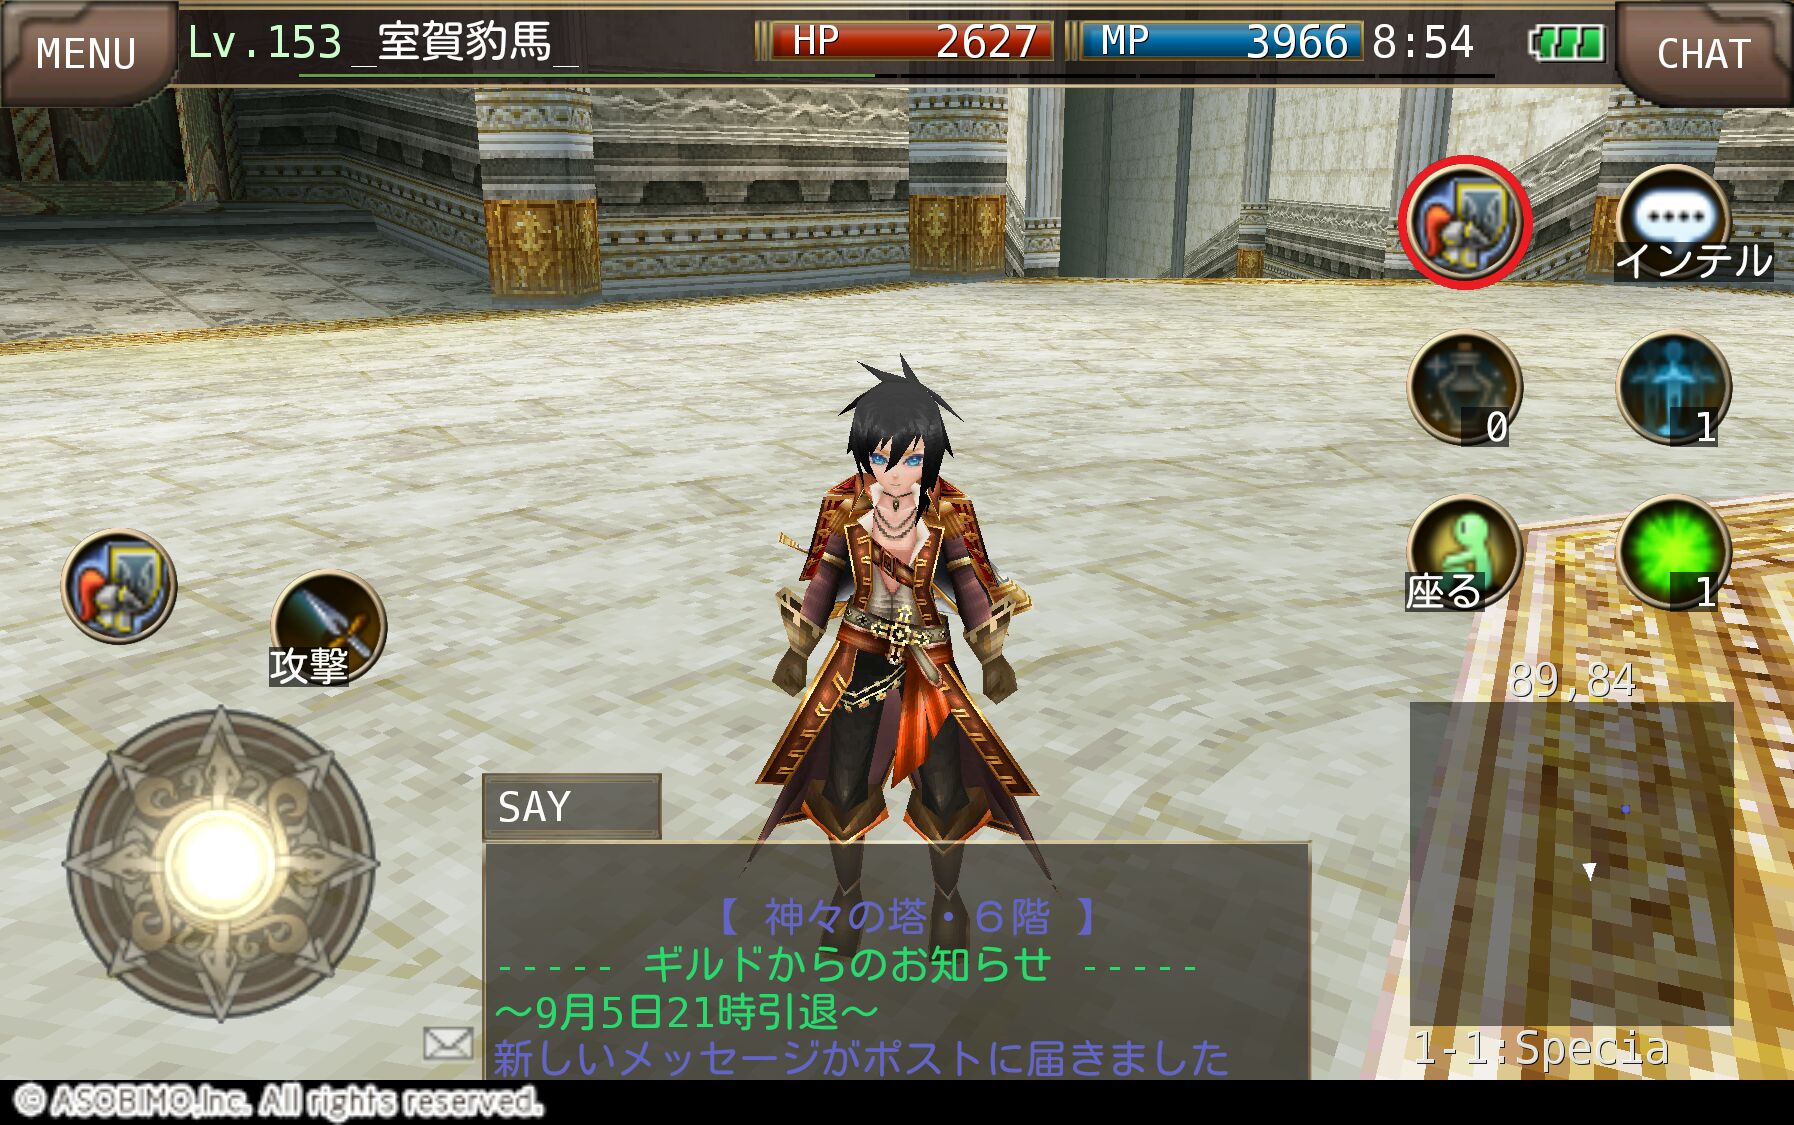 MENU
Lv.153 _室賀豹馬_
HP 2627
MP 3966
8:54
CHAT
インテル
0
1
座る
1
攻撃
89,84
SAY
【 神々の塔・6階 】
----- ギルドからのお知らせ -----
～9月5日21時引退～
新しいメッセージがポストに届きました
1-1:Specia
© ASOBIMO,Inc. All rights reserved.